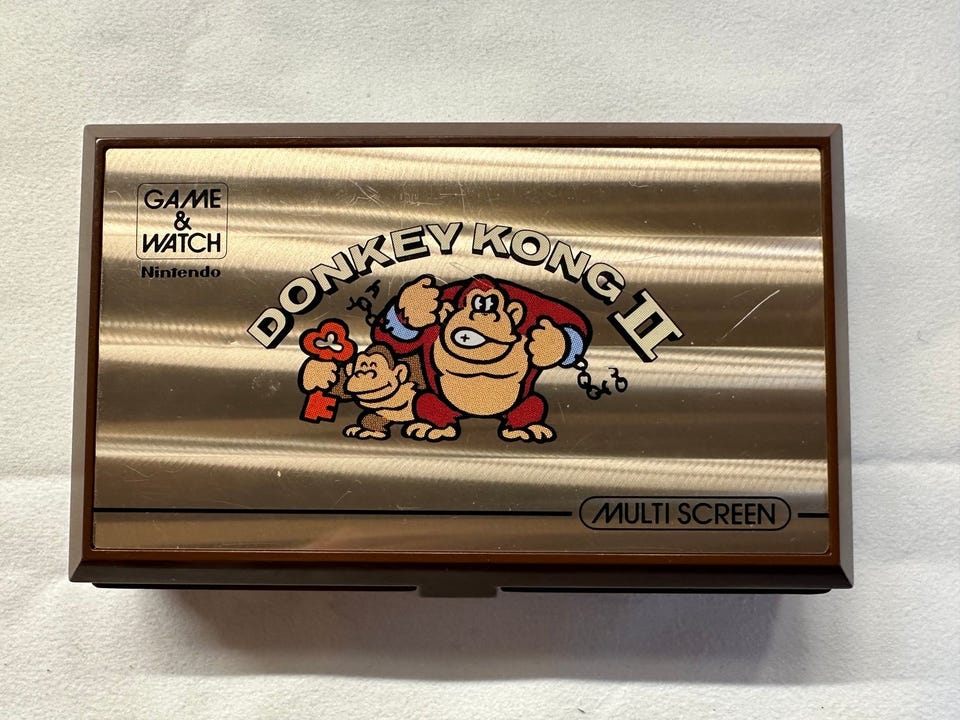 GAME
&
WATCH
Nintendo
DONKEY KONG II
MULTI SCREEN